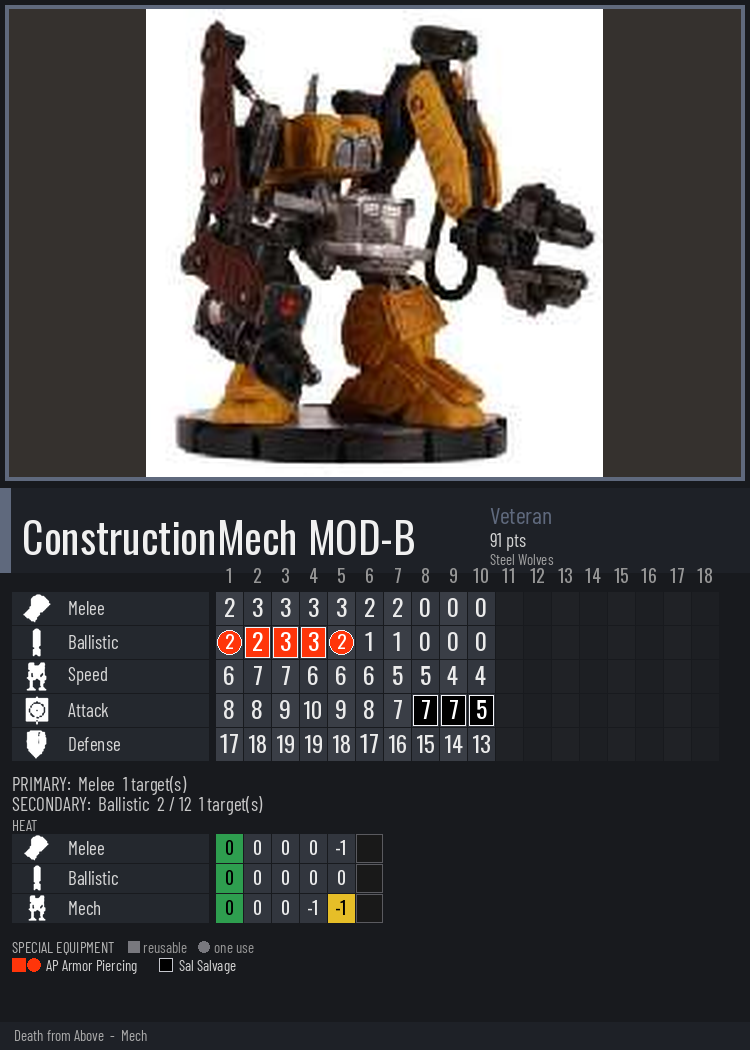 ConstructionMech MOD-B
Veteran
91 pts
Steel Wolves
1 2 3 4 5 6 7 8 9 10 11 12 13 14 15 16 17 18
Melee 2 3 3 3 3 2 2 0 0 0
Ballistic 2 2 3 3 2 1 1 0 0 0
Speed 6 7 7 6 6 6 5 5 4 4
Attack 8 8 9 10 9 8 7 7 7 5
Defense 17 18 19 19 18 17 16 15 14 13
PRIMARY: Melee 1 target(s)
SECONDARY: Ballistic 2 / 12 1 target(s)
HEAT
Melee 0 0 0 0 -1
Ballistic 0 0 0 0 0
Mech 0 0 0 -1 -1
SPECIAL EQUIPMENT reusable one use
AP Armor Piercing Sal Salvage
Death from Above - Mech